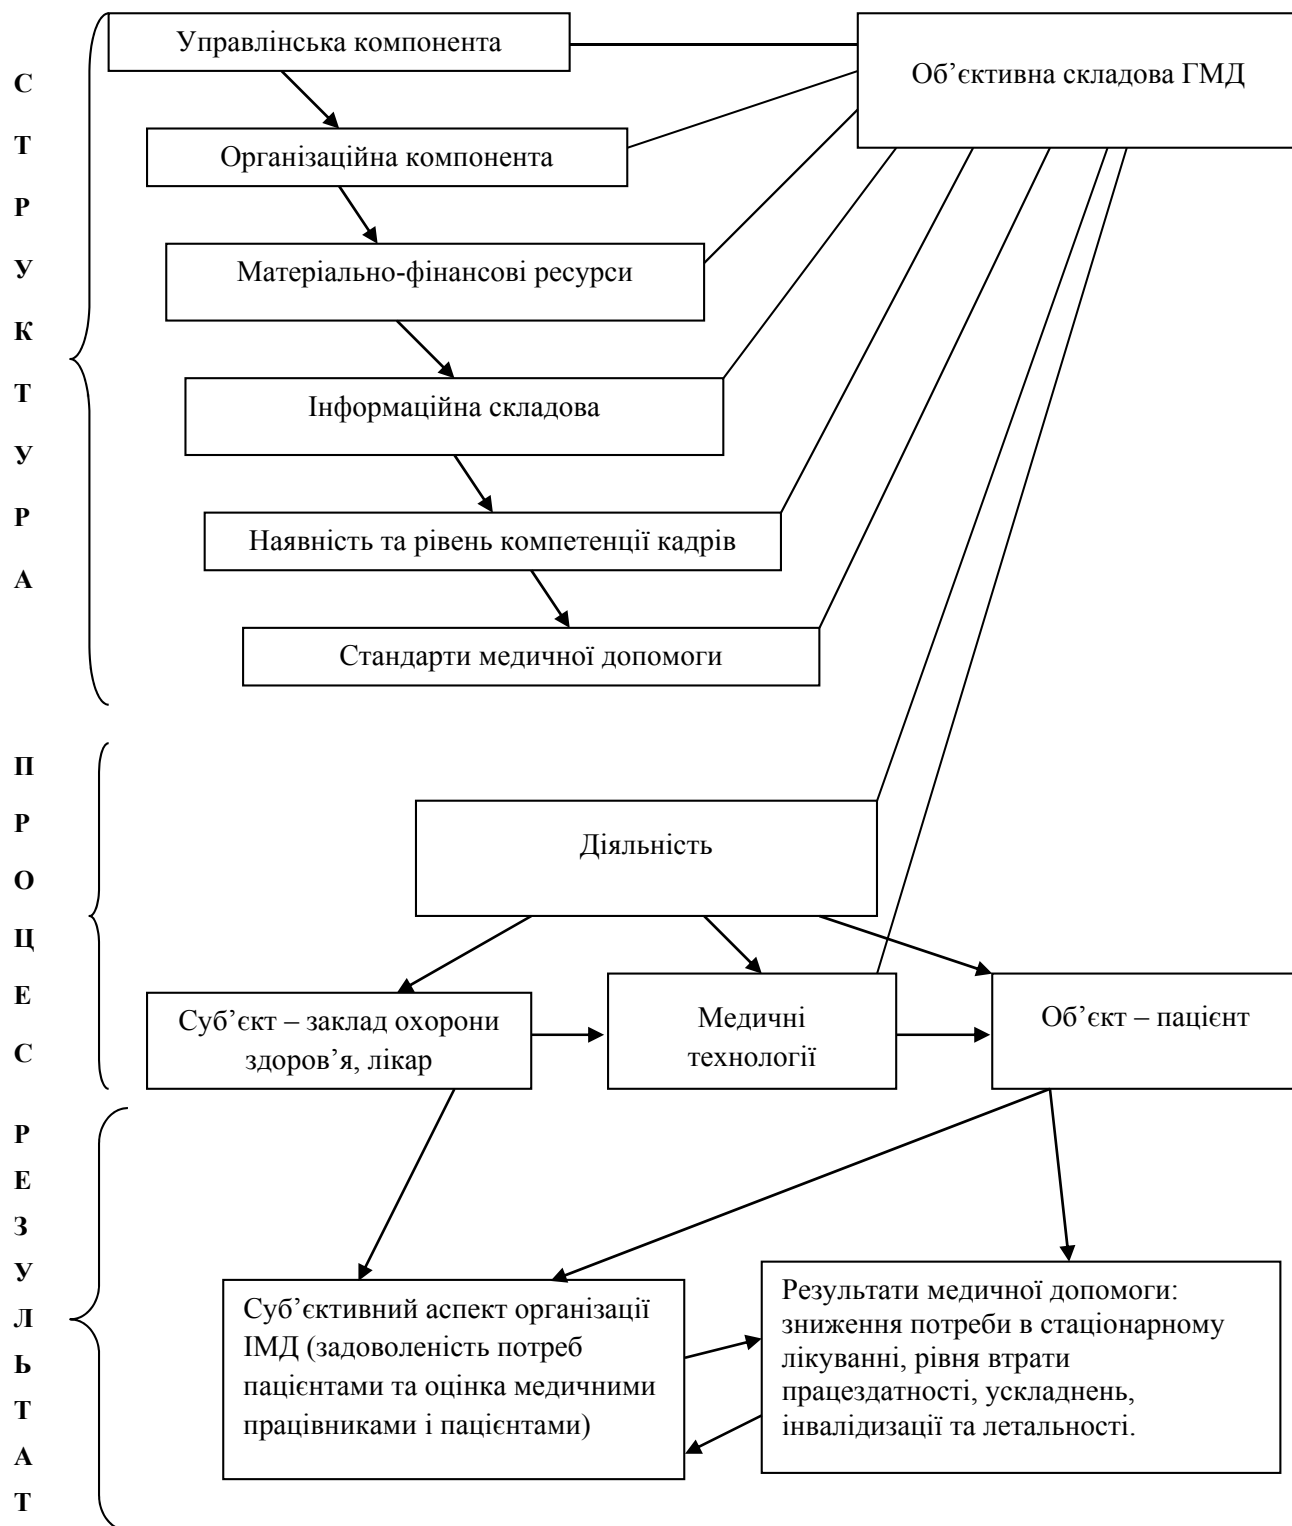 СТРУКТУРА
Управлінська компонента
Об’єктивна складова ГМД
Організаційна компонента
Матеріально-фінансові ресурси
Інформаційна складова
Наявність та рівень компетенції кадрів
Стандарти медичної допомоги
ПРОЦЕС
Діяльність
Суб’єкт – заклад охорони
здоров’я, лікар
Медичні
технології
Об’єкт – пацієнт
РЕЗУЛЬТАТ
Суб’єктивний аспект організації
ІМД (задоволеність потреб
пацієнтами та оцінка медичними
працівниками і пацієнтами)
Результати медичної допомоги:
зниження потреби в стаціонарному
лікуванні, рівня втрати
працездатності, ускладнень,
інвалідизації та летальності.